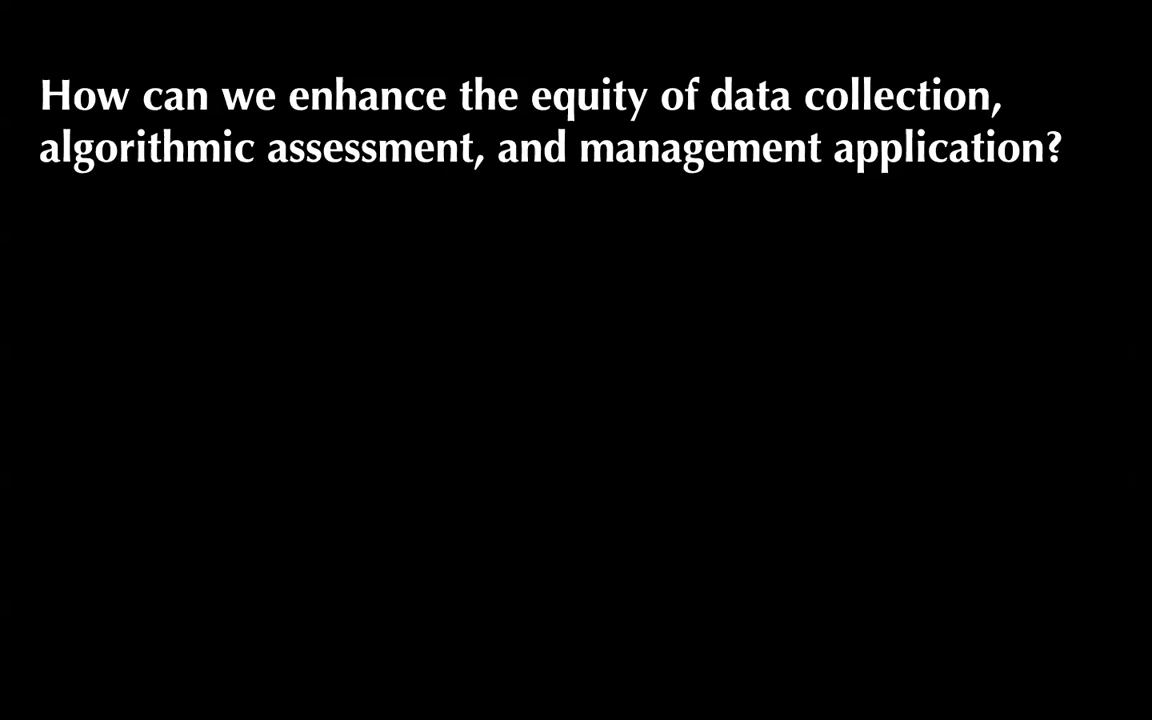 How can we enhance the equity of data collection,
algorithmic assessment, and management application?